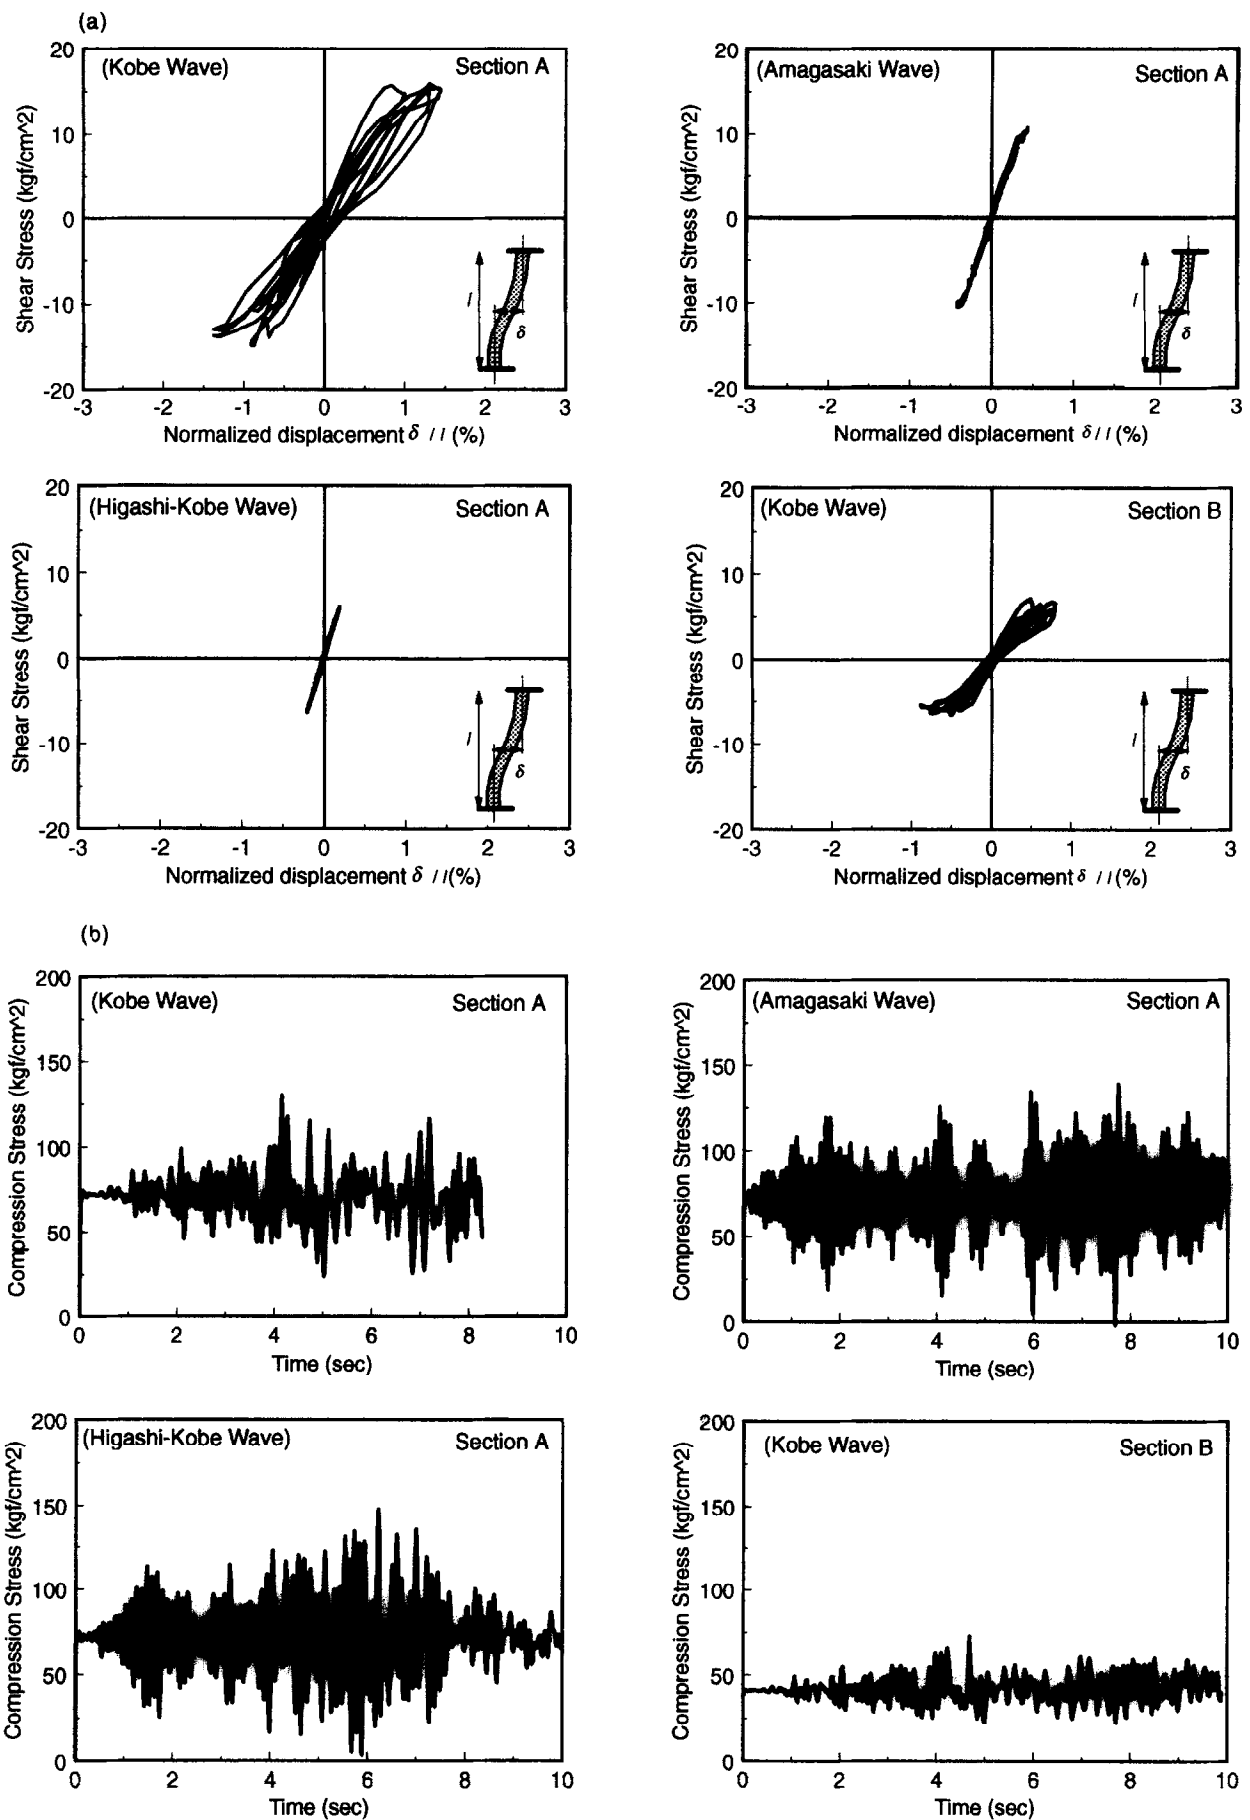 (a)
(Kobe Wave) Section A
Shear Stress (kgf/cm^2)
20
10
0
-10
-20
-3 -2 -1 0 1 2 3
l
δ
Normalized displacement δ / l (%)
(Amagasaki Wave) Section A
Shear Stress (kgf/cm^2)
20
10
0
-10
-20
-3 -2 -1 0 1 2 3
l
δ
Normalized displacement δ / l (%)
(Higashi-Kobe Wave) Section A
Shear Stress (kgf/cm^2)
20
10
0
-10
-20
-3 -2 -1 0 1 2 3
l
δ
Normalized displacement δ / l (%)
(Kobe Wave) Section B
Shear Stress (kgf/cm^2)
20
10
0
-10
-20
-3 -2 -1 0 1 2 3
l
δ
Normalized displacement δ / l (%)
(b)
(Kobe Wave) Section A
Compression Stress (kgf/cm^2)
200
150
100
50
0
0 2 4 6 8 10
Time (sec)
(Amagasaki Wave) Section A
Compression Stress (kgf/cm^2)
200
150
100
50
0
0 2 4 6 8 10
Time (sec)
(Higashi-Kobe Wave) Section A
Compression Stress (kgf/cm^2)
200
150
100
50
0
0 2 4 6 8 10
Time (sec)
(Kobe Wave) Section B
Compression Stress (kgf/cm^2)
200
150
100
50
0
0 2 4 6 8 10
Time (sec)